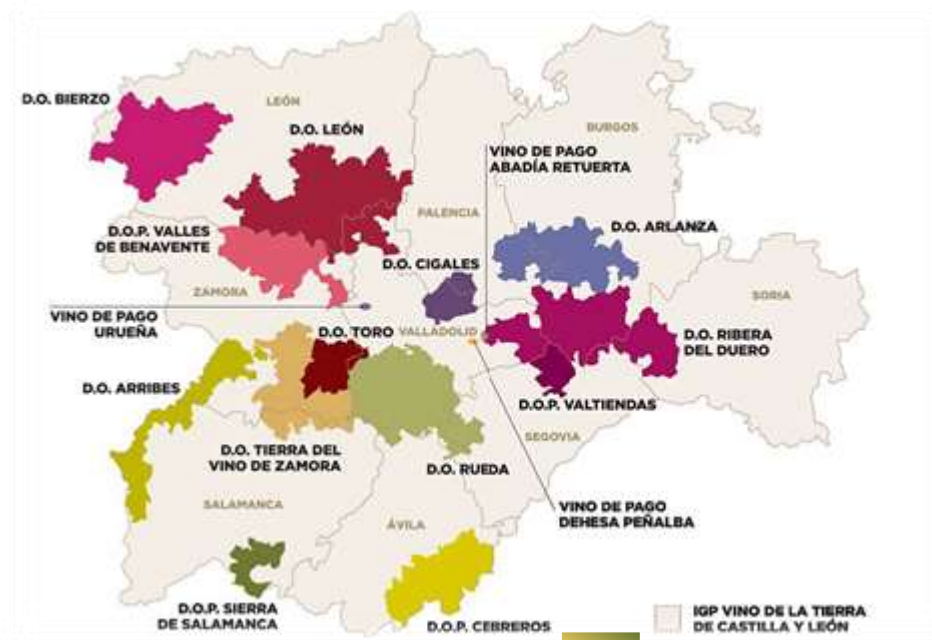 D.O. BIERZO
LEÓN
D.O. LEÓN
BURGOS
VINO DE PAGO
ABADÍA RETUERTA
PALENCIA
D.O. ARLANZA
D.O.P. VALLES
DE BENAVENTE
D.O. CIGALES
ZAMORA
SORIA
VINO DE PAGO
URUEÑA
D.O. TORO
VALLADOLID
D.O. RIBERA
DEL DUERO
D.O. ARRIBES
D.O.P. VALTIENDAS
SEGOVIA
D.O. TIERRA DEL
VINO DE ZAMORA
D.O. RUEDA
SALAMANCA
ÁVILA
VINO DE PAGO
DEHESA PEÑALBA
D.O.P. SIERRA
DE SALAMANCA
D.O.P. CEBREROS
IGP VINO DE LA TIERRA
DE CASTILLA Y LEÓN